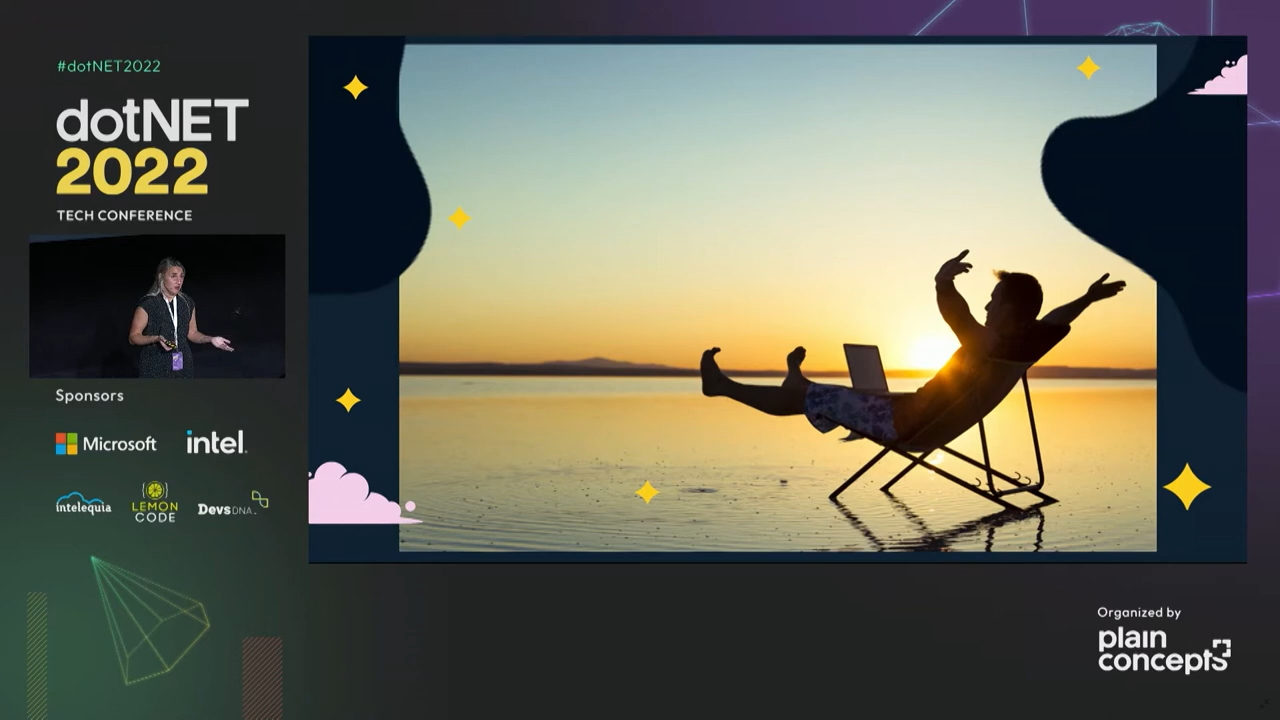 #dotNET2022
dotNET
2022
TECH CONFERENCE
Sponsors
Microsoft
intel.
intelequia
LEMON
CODE
DevsDNA.
Organized by
plain
concepts